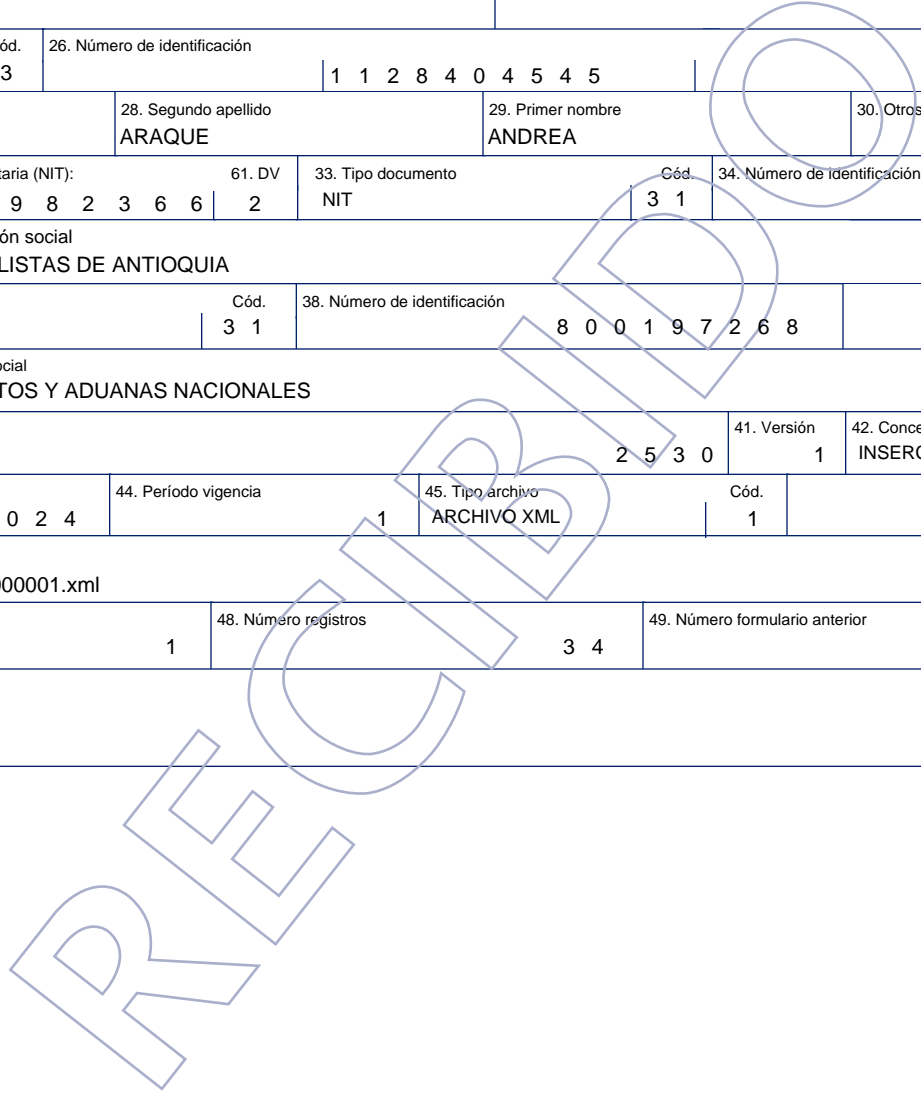 ód. 26. Número de identificación
3 1 1 2 8 4 0 4 5 4 5
28. Segundo apellido 29. Primer nombre 30. Otros
ARAQUE ANDREA
taria (NIT): 61. DV 33. Tipo documento Cód. 34. Número de identificación
9 8 2 3 6 6 2 NIT 3 1
ón social
LISTAS DE ANTIOQUIA
Cód. 38. Número de identificación
3 1 8 0 0 1 9 7 2 6 8
ocial
TOS Y ADUANAS NACIONALES
41. Versión 42. Conce
2 5 3 0 1 INSERC
44. Período vigencia 45. Tipo archivo Cód.
0 2 4 1 ARCHIVO XML 1
000001.xml
48. Número registros 49. Número formulario anterior
1 3 4
RECIBIDO